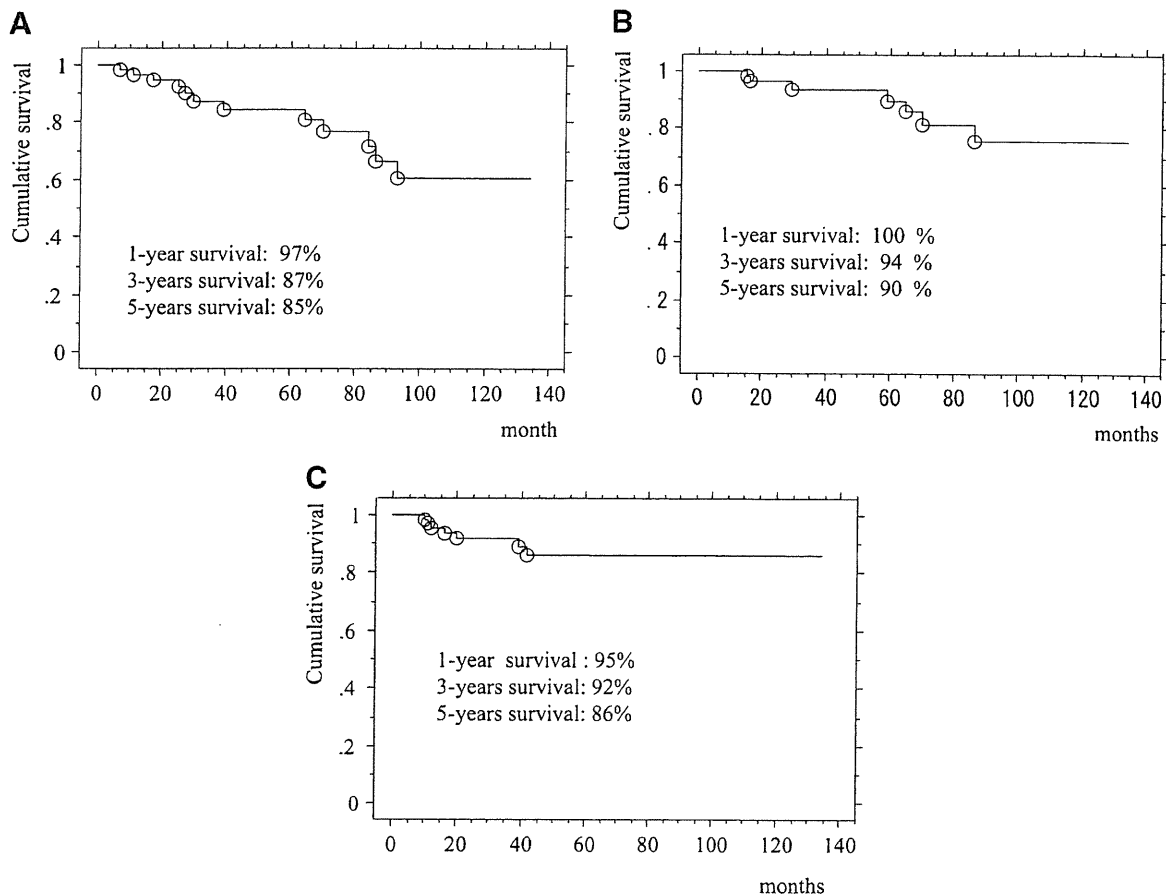 A
Cumulative survival
1
.8
.6
.4
.2
0
1-year survival: 97%
3-years survival: 87%
5-years survival: 85%
0 20 40 60 80 100 120 140
month
B
Cumulative survival
1
.8
.6
.4
.2
0
1-year survival: 100 %
3-years survival: 94 %
5-years survival: 90 %
0 20 40 60 80 100 120 140
months
C
Cumulative survival
1
.8
.6
.4
.2
0
1-year survival : 95%
3-years survival: 92%
5-years survival: 86%
0 20 40 60 80 100 120 140
months